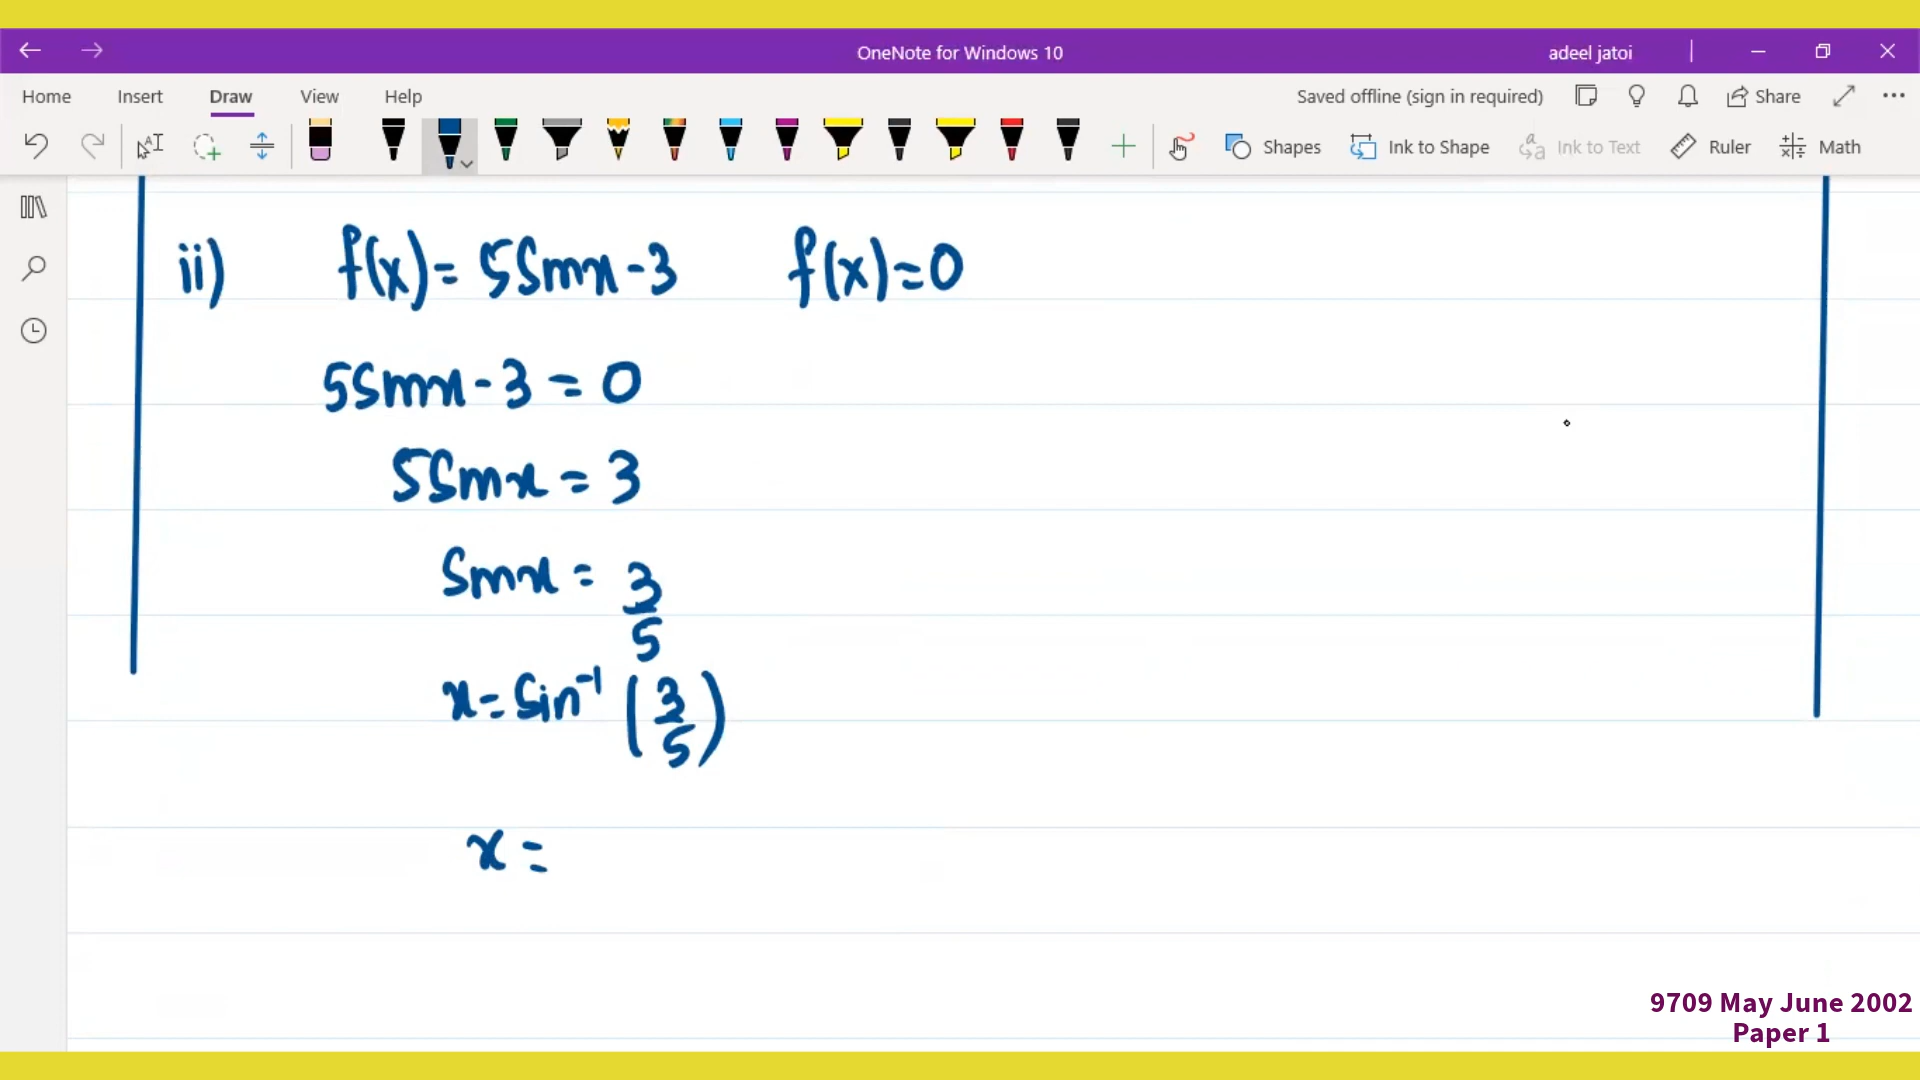 OneNote for Windows 10
adeel jatoi
Home Insert Draw View Help
Saved offline (sign in required)
Share
Shapes
Ink to Shape
Ink to Text
Ruler
Math
ii) f(x)= 5Sinx-3 f(x)=0
5Sinx-3 = 0
5Sinx = 3
Sinx = 3/5
x= Sin⁻¹ (3/5)
x =
9709 May June 2002
Paper 1